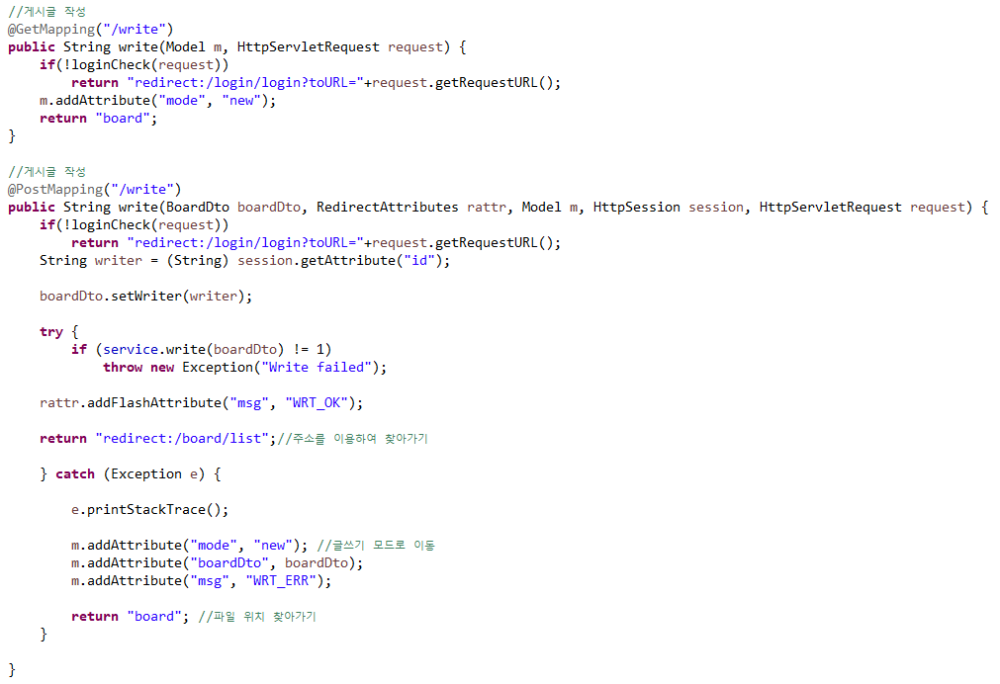 //게시글 작성
@GetMapping("/write")
public String write(Model m, HttpServletRequest request) {
    if(!loginCheck(request))
        return "redirect:/login/login?toURL="+request.getRequestURL();
    m.addAttribute("mode", "new");
    return "board";
}

//게시글 작성
@PostMapping("/write")
public String write(BoardDto boardDto, RedirectAttributes rattr, Model m, HttpSession session, HttpServletRequest request) {
    if(!loginCheck(request))
        return "redirect:/login/login?toURL="+request.getRequestURL();
    String writer = (String) session.getAttribute("id");

    boardDto.setWriter(writer);

    try {
        if (service.write(boardDto) != 1)
            throw new Exception("Write failed");

    rattr.addFlashAttribute("msg", "WRT_OK");

    return "redirect:/board/list";//주소를 이용하여 찾아가기

    } catch (Exception e) {

        e.printStackTrace();

        m.addAttribute("mode", "new"); //글쓰기 모드로 이동
        m.addAttribute("boardDto", boardDto);
        m.addAttribute("msg", "WRT_ERR");

        return "board"; //파일 위치 찾아가기
    }

}